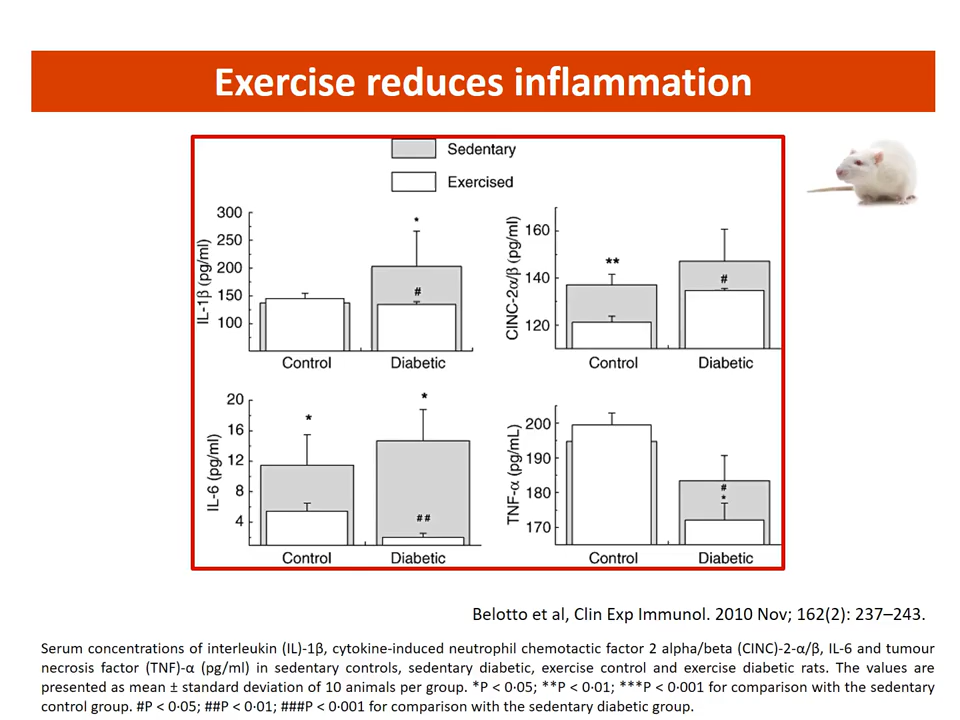 Exercise reduces inflammation
Sedentary
Exercised
300
250
200
150
100
IL-1β (pg/ml)
*
#
Control
Diabetic
160
140
120
CINC-2α/β (pg/ml)
**
#
Control
Diabetic
20
16
12
8
4
IL-6 (pg/ml)
*
*
##
Control
Diabetic
200
190
180
170
TNF-α (pg/mL)
#
*
Control
Diabetic
Belotto et al, Clin Exp Immunol. 2010 Nov; 162(2): 237–243.
Serum concentrations of interleukin (IL)-1β, cytokine-induced neutrophil chemotactic factor 2 alpha/beta (CINC)-2-α/β, IL-6 and tumour
necrosis factor (TNF)-α (pg/ml) in sedentary controls, sedentary diabetic, exercise control and exercise diabetic rats. The values are
presented as mean ± standard deviation of 10 animals per group. *P < 0·05; **P < 0·01; ***P < 0·001 for comparison with the sedentary
control group. #P < 0·05; ##P < 0·01; ###P < 0·001 for comparison with the sedentary diabetic group.